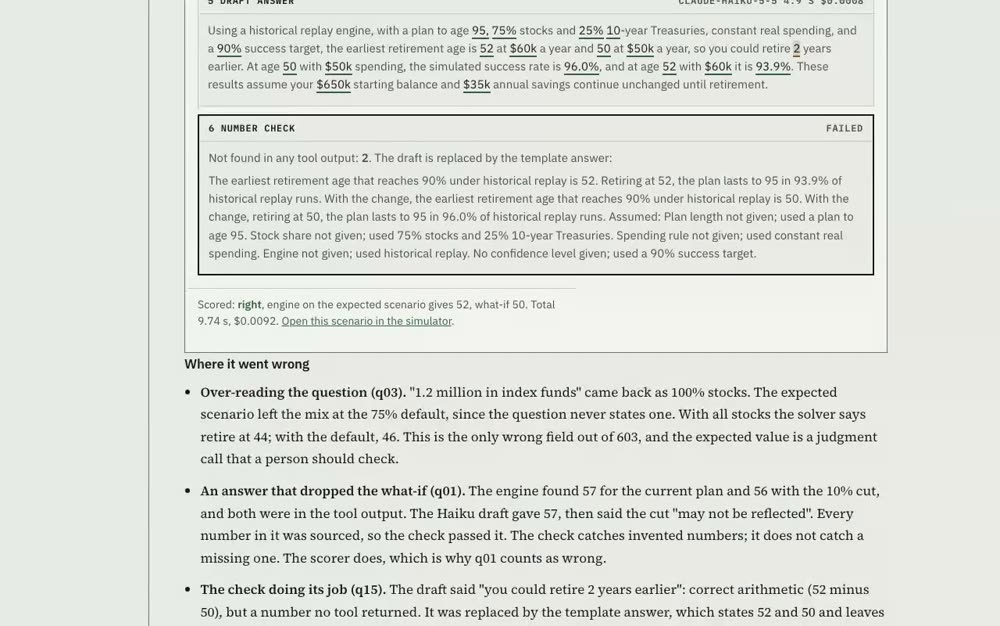 5 DRAFT ANSWER CLAUDE-HAIKU-5-5 4.9 S $0.0008
Using a historical replay engine, with a plan to age 95, 75% stocks and 25% 10-year Treasuries, constant real spending, and
a 90% success target, the earliest retirement age is 52 at $60k a year and 50 at $50k a year, so you could retire 2 years
earlier. At age 50 with $50k spending, the simulated success rate is 96.0%, and at age 52 with $60k it is 93.9%. These
results assume your $650k starting balance and $35k annual savings continue unchanged until retirement.
6 NUMBER CHECK FAILED
Not found in any tool output: 2. The draft is replaced by the template answer:
The earliest retirement age that reaches 90% under historical replay is 52. Retiring at 52, the plan lasts to 95 in 93.9% of
historical replay runs. With the change, the earliest retirement age that reaches 90% under historical replay is 50. With the
change, retiring at 50, the plan lasts to 95 in 96.0% of historical replay runs. Assumed: Plan length not given; used a plan to
age 95. Stock share not given; used 75% stocks and 25% 10-year Treasuries. Spending rule not given; used constant real
spending. Engine not given; used historical replay. No confidence level given; used a 90% success target.
Scored: right, engine on the expected scenario gives 52, what-if 50. Total
9.74 s, $0.0092. Open this scenario in the simulator.
Where it went wrong
• Over-reading the question (q03). "1.2 million in index funds" came back as 100% stocks. The expected
scenario left the mix at the 75% default, since the question never states one. With all stocks the solver says
retire at 44; with the default, 46. This is the only wrong field out of 603, and the expected value is a judgment
call that a person should check.
• An answer that dropped the what-if (q01). The engine found 57 for the current plan and 56 with the 10% cut,
and both were in the tool output. The Haiku draft gave 57, then said the cut "may not be reflected". Every
number in it was sourced, so the check passed it. The check catches invented numbers; it does not catch a
missing one. The scorer does, which is why q01 counts as wrong.
• The check doing its job (q15). The draft said "you could retire 2 years earlier": correct arithmetic (52 minus
50), but a number no tool returned. It was replaced by the template answer, which states 52 and 50 and leaves